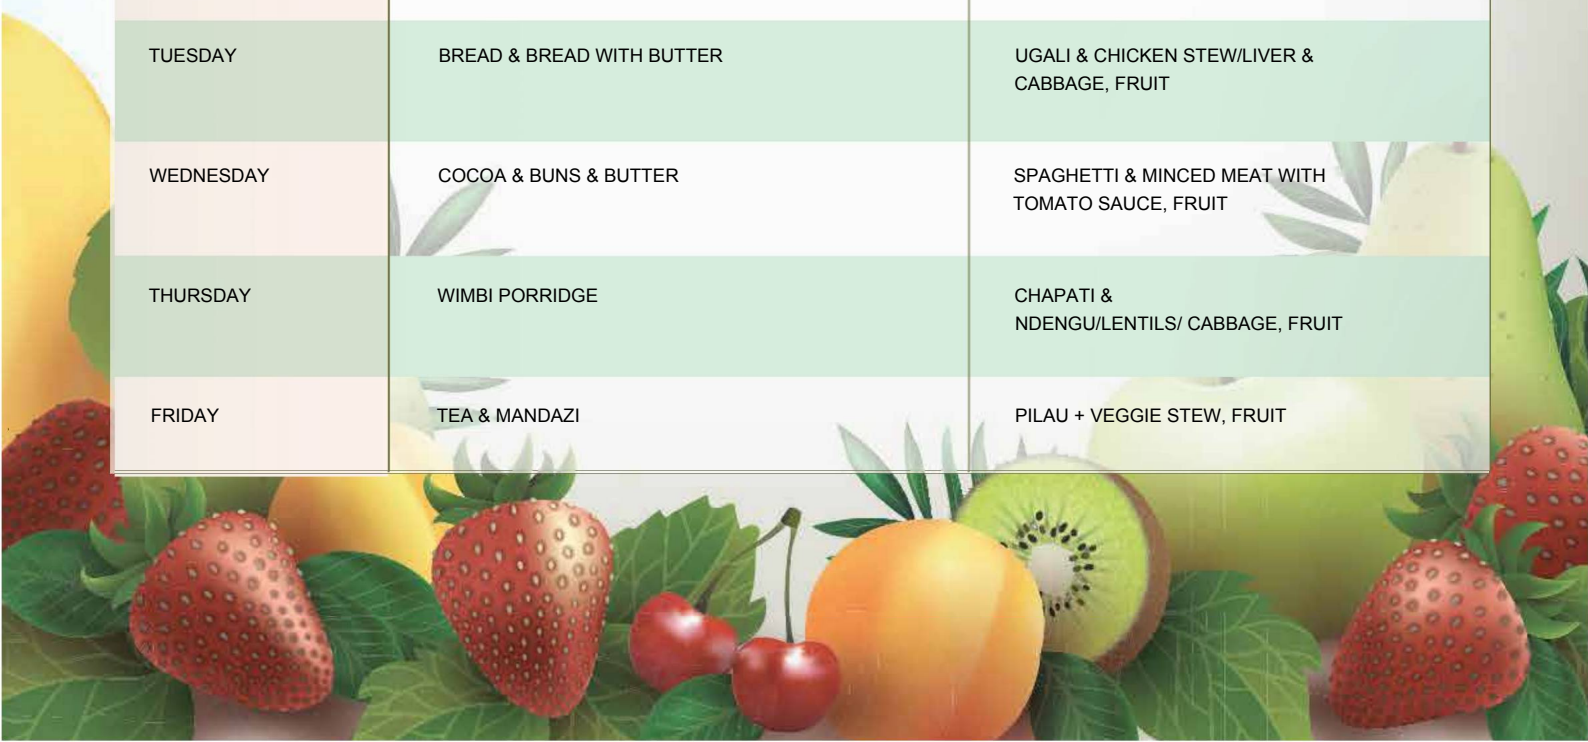 TUESDAY
BREAD & BREAD WITH BUTTER
UGALI & CHICKEN STEW/LIVER &
CABBAGE, FRUIT
WEDNESDAY
COCOA & BUNS & BUTTER
SPAGHETTI & MINCED MEAT WITH
TOMATO SAUCE, FRUIT
THURSDAY
WIMBI PORRIDGE
CHAPATI &
NDENGU/LENTILS/ CABBAGE, FRUIT
FRIDAY
TEA & MANDAZI
PILAU + VEGGIE STEW, FRUIT